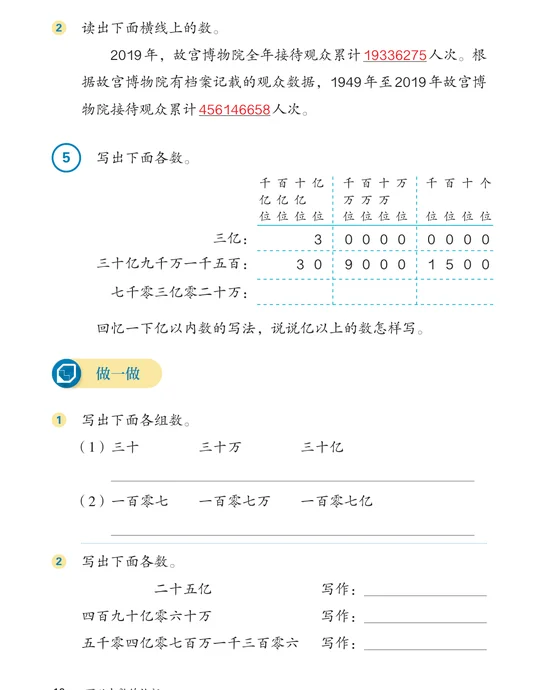 2 读出下面横线上的数。
2019年，故宫博物院全年接待观众累计19336275人次。根
据故宫博物院有档案记载的观众数据，1949年至2019年故宫博
物院接待观众累计456146658人次。
5 写出下面各数。
千 百 十 亿 千 百 十 万 千 百 十 个
亿 亿 亿 万 万 万
位 位 位 位 位 位 位 位 位 位 位 位
三亿： 3 0 0 0 0 0 0 0 0
三十亿九千万一千五百： 3 0 9 0 0 0 1 5 0 0
七千零三亿零二十万：
回忆一下亿以内数的写法，说说亿以上的数怎样写。
做一做
1 写出下面各组数。
（1）三十 三十万 三十亿
（2）一百零七 一百零七万 一百零七亿
2 写出下面各数。
二十五亿 写作：
四百九十亿零六十万 写作：
五千零四亿零七百万一千三百零六 写作：